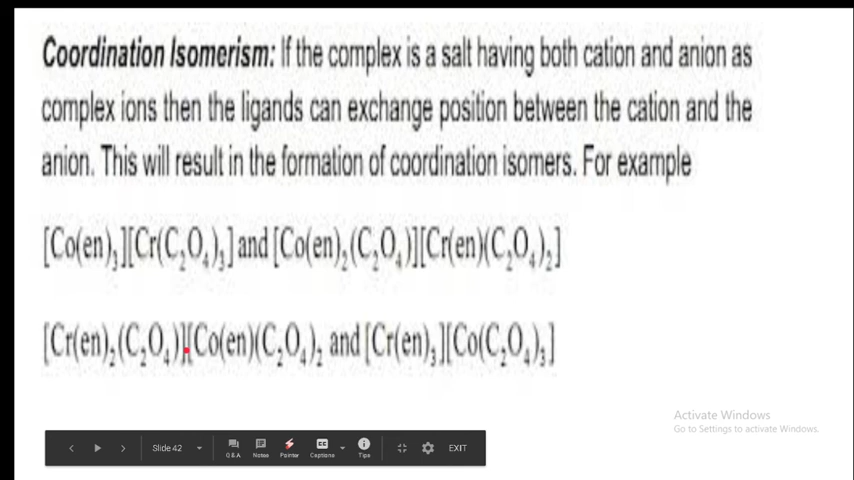 Coordination Isomerism: If the complex is a salt having both cation and anion as
complex ions then the ligands can exchange position between the cation and the
anion. This will result in the formation of coordination isomers. For example
[Co(en)₃][Cr(C₂O₄)₃] and [Co(en)₂(C₂O₄)][Cr(en)(C₂O₄)₂]
[Cr(en)₂(C₂O₄)][Co(en)(C₂O₄)₂ and [Cr(en)₃][Co(C₂O₄)₃]
Activate Windows
Go to Settings to activate Windows.
Slide 42
Q & A Notes Pointer Captions Tips EXIT